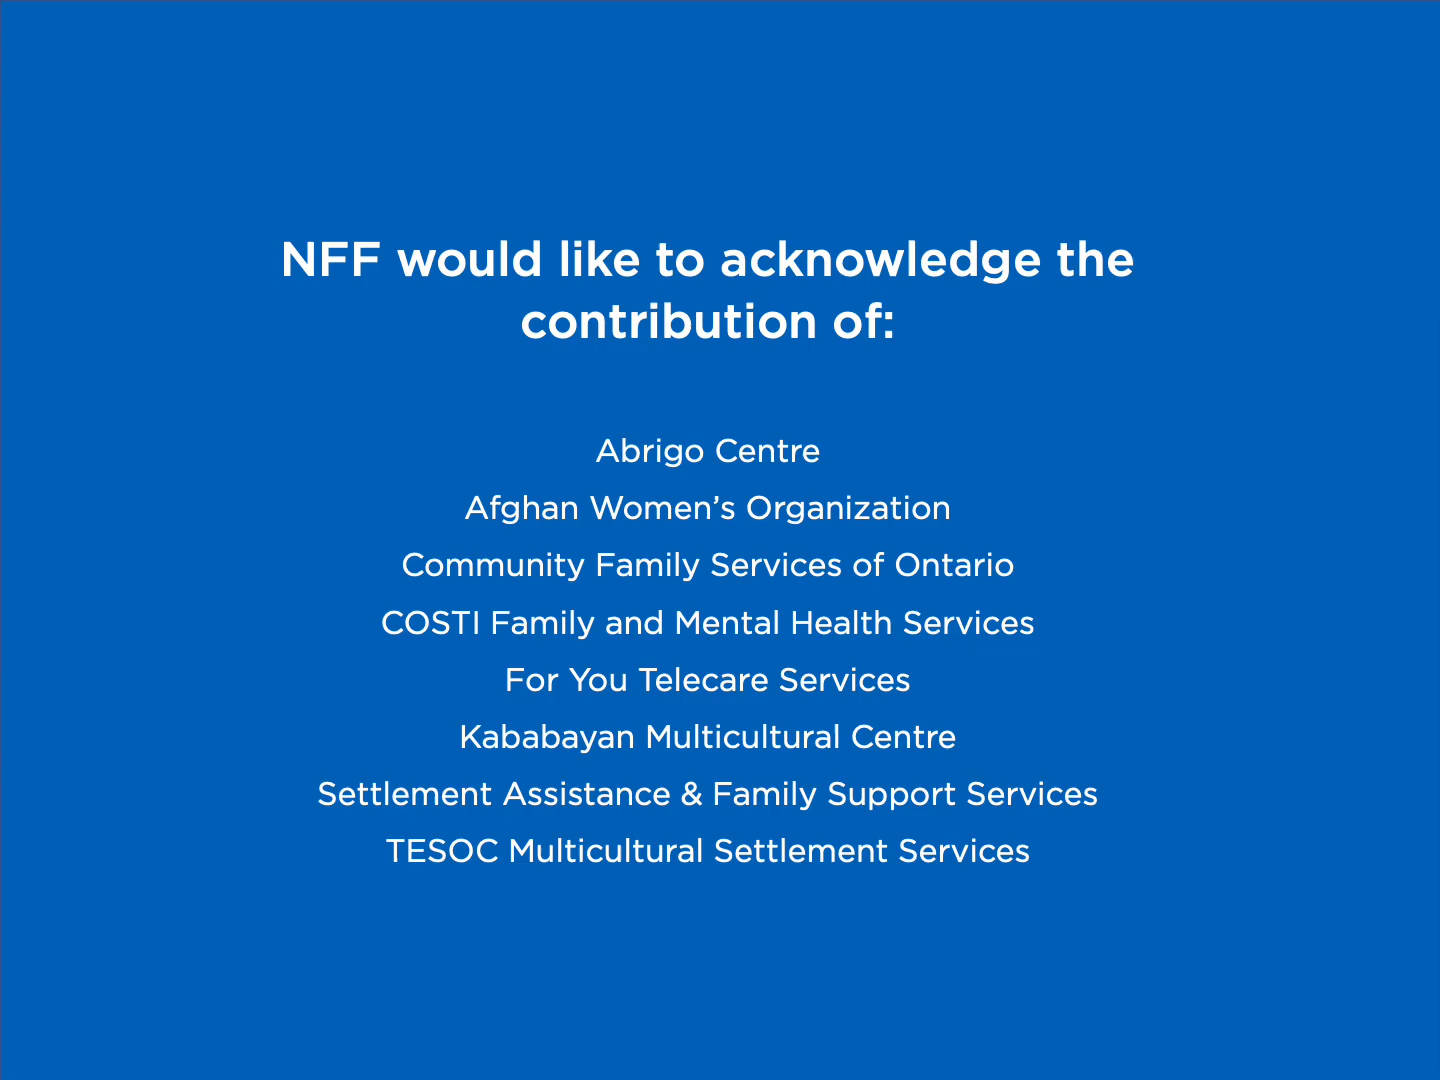 NFF would like to acknowledge the
contribution of:
Abrigo Centre
Afghan Women’s Organization
Community Family Services of Ontario
COSTI Family and Mental Health Services
For You Telecare Services
Kababayan Multicultural Centre
Settlement Assistance & Family Support Services
TESOC Multicultural Settlement Services